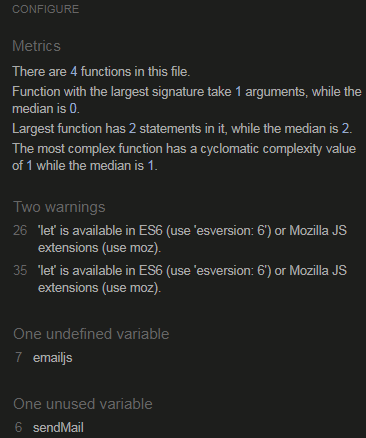 CONFIGURE
Metrics
There are 4 functions in this file.
Function with the largest signature take 1 arguments, while the
median is 0.
Largest function has 2 statements in it, while the median is 2.
The most complex function has a cyclomatic complexity value
of 1 while the median is 1.
Two warnings
26 'let' is available in ES6 (use 'esversion: 6') or Mozilla JS
extensions (use moz).
35 'let' is available in ES6 (use 'esversion: 6') or Mozilla JS
extensions (use moz).
One undefined variable
7 emailjs
One unused variable
6 sendMail